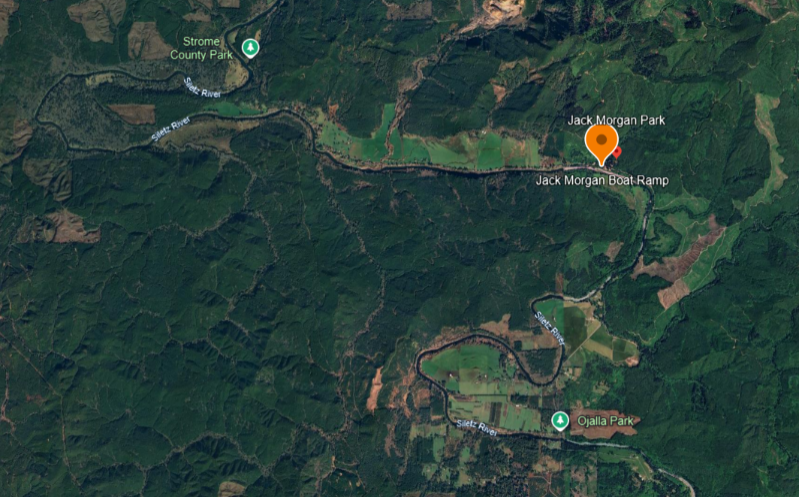 Strome
County Park
Siletz River
Siletz River
Jack Morgan Park
Jack Morgan Boat Ramp
Siletz River
Ojalla Park
Siletz River